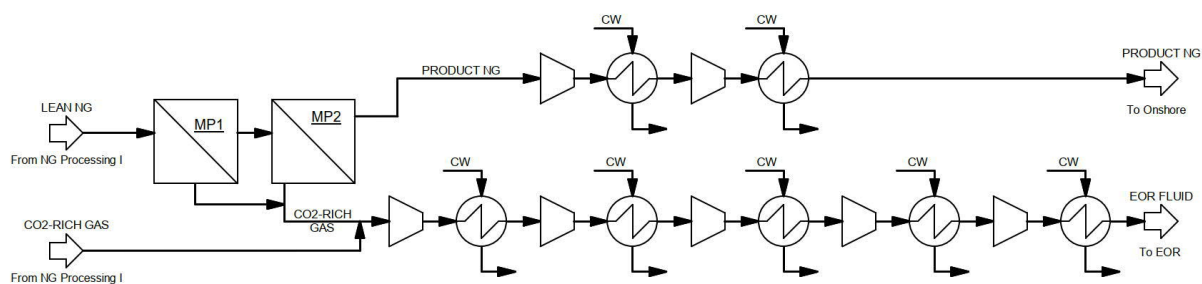 CW
CW
PRODUCT NG
PRODUCT NG
LEAN NG
MP1
MP2
To Onshore
From NG Processing I
CW
CW
CW
CW
CW
CO2-RICH
GAS
EOR FLUID
CO2-RICH GAS
To EOR
From NG Processing I